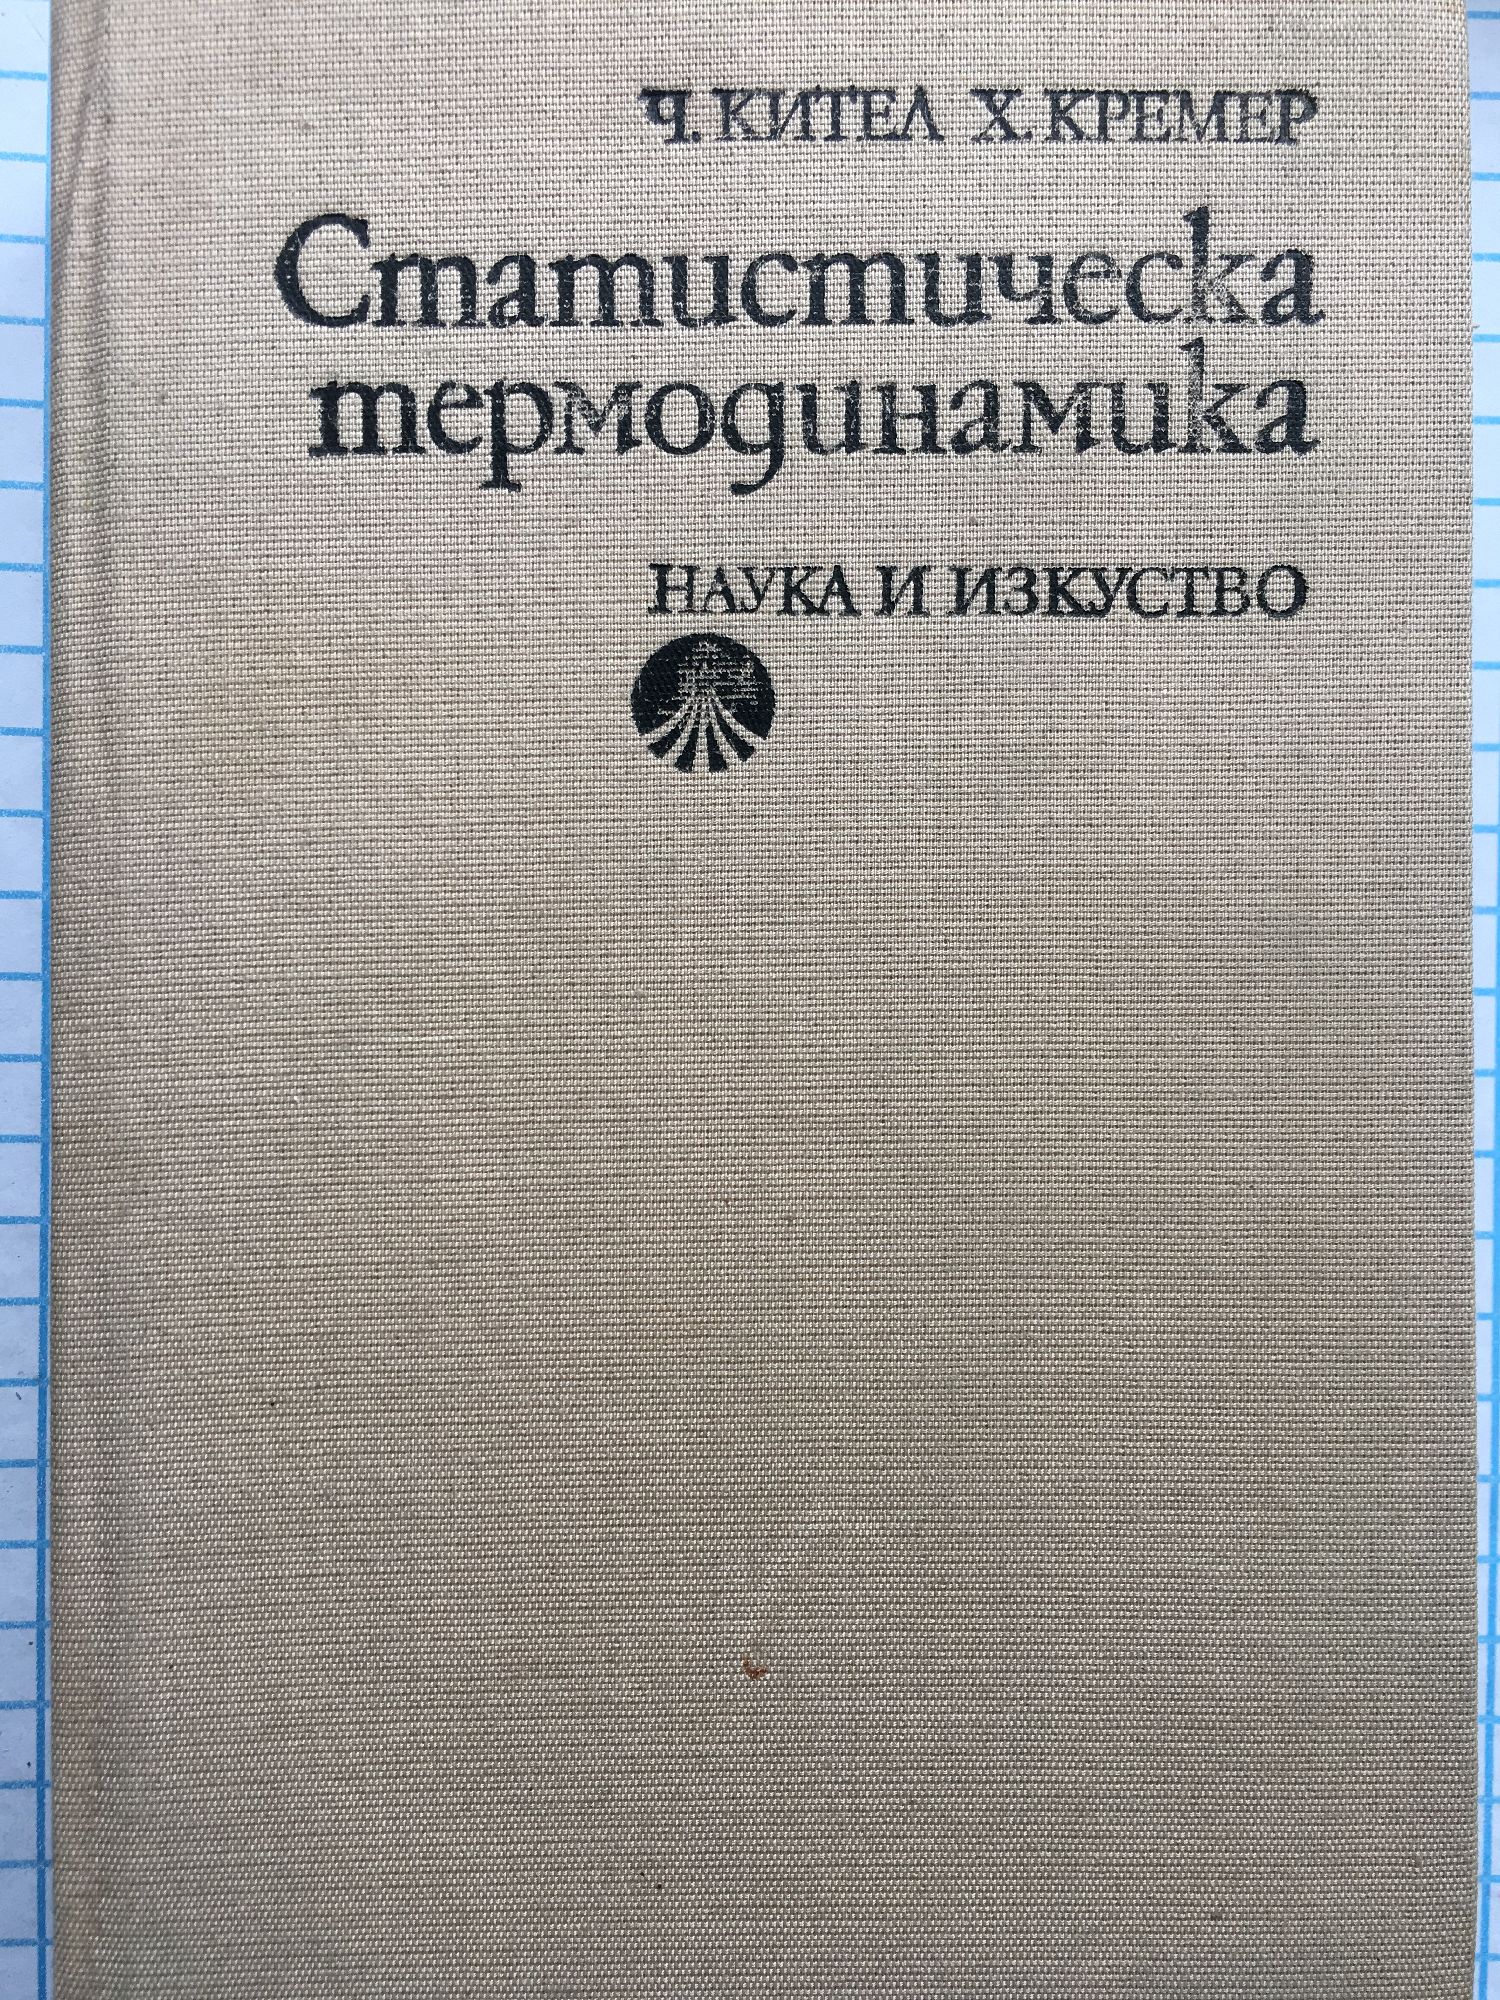 Ч. КИТЕЛ Х. КРЕМЕР
Статистическа
термодинамика
НАУКА И ИЗКУСТВО